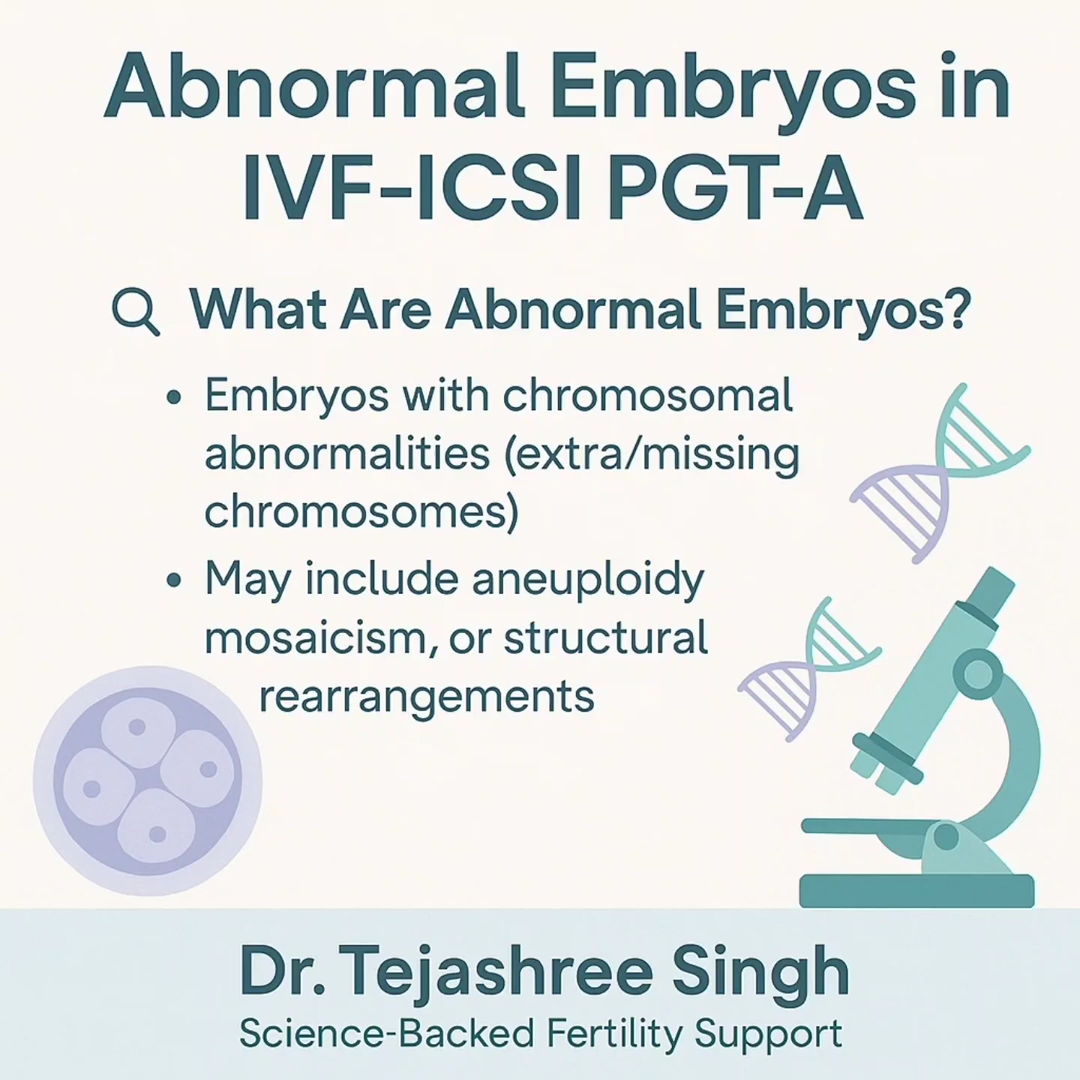 Abnormal Embryos in
IVF-ICSI PGT-A
What Are Abnormal Embryos?
• Embryos with chromosomal
abnormalities (extra/missing
chromosomes)
• May include aneuploidy
mosaicism, or structural
rearrangements
Dr. Tejashree Singh
Science-Backed Fertility Support